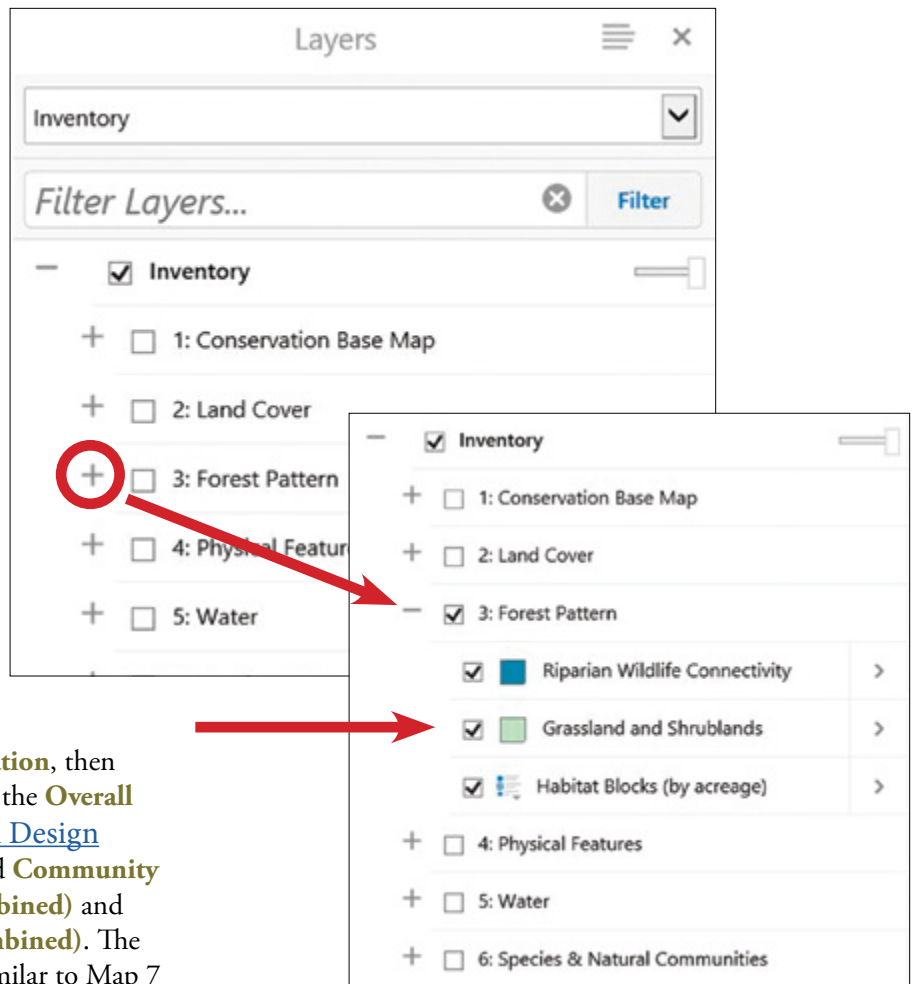 Layers
Inventory
Filter Layers...
Filter
Inventory
1: Conservation Base Map
2: Land Cover
3: Forest Pattern
4: Physical Featur
5: Water
Inventory
1: Conservation Base Map
2: Land Cover
3: Forest Pattern
Riparian Wildlife Connectivity
Grassland and Shrublands
Habitat Blocks (by acreage)
4: Physical Features
5: Water
6: Species & Natural Communities
tion, then
the Overall
Design
Community
bined) and
nbined). The
milar to Map 7